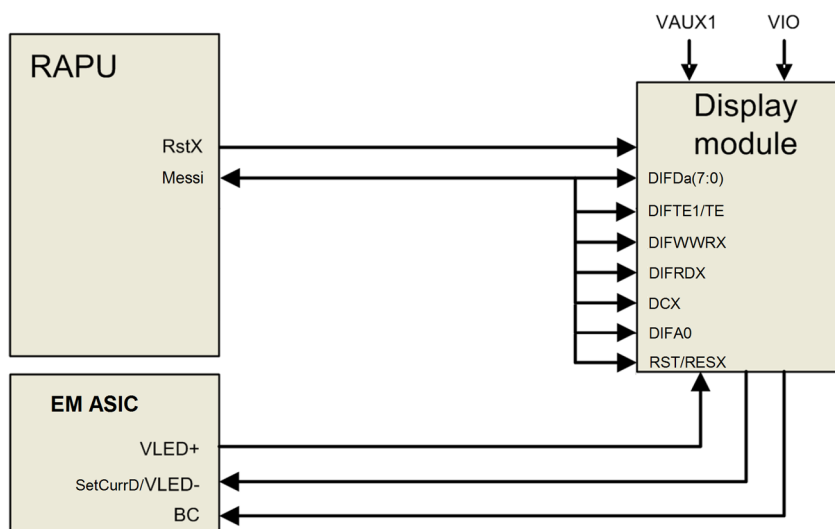 VAUX1 VIO
RAPU
Display
module
RstX
Messi
DIFDa(7:0)
DIFTE1/TE
DIFWWRX
DIFRDX
DCX
DIFA0
RST/RESX
EM ASIC
VLED+
SetCurrD/VLED-
BC